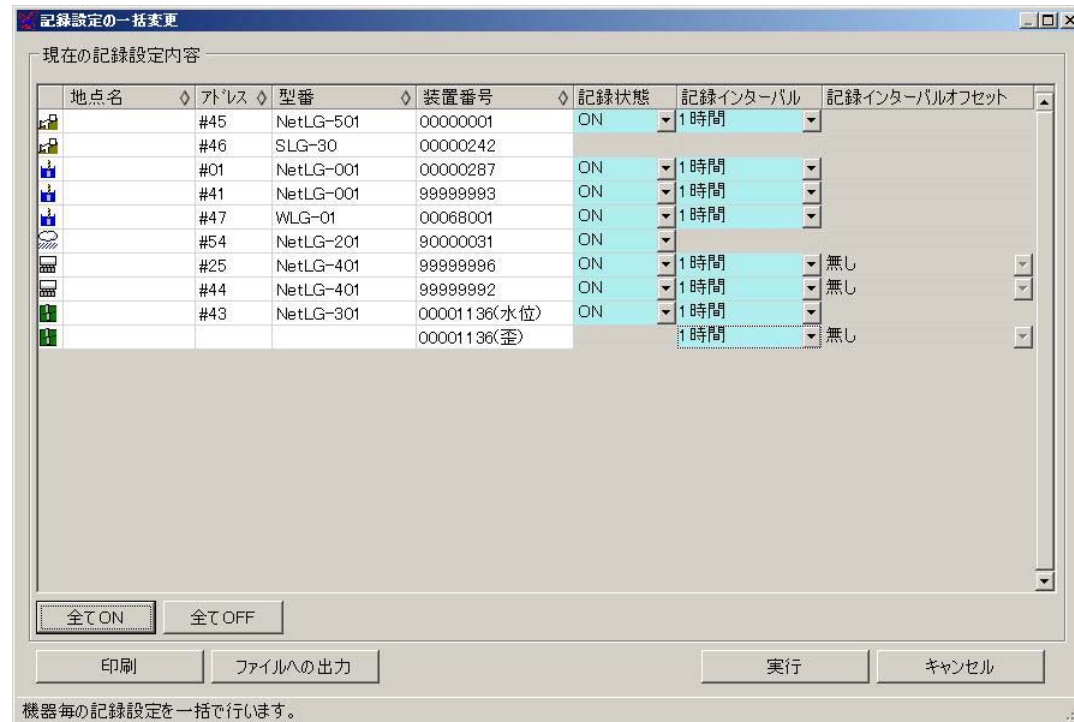 記録設定の一括変更
現在の記録設定内容
地点名 ◊ アドレス ◊ 型番 ◊ 装置番号 ◊ 記録状態 記録インターバル 記録インターバルオフセット
#45 NetLG-501 00000001 ON 1時間
#46 SLG-30 00000242
#01 NetLG-001 00000287 ON 1時間
#41 NetLG-001 99999993 ON 1時間
#47 WLG-01 00068001 ON 1時間
#54 NetLG-201 90000031 ON
#25 NetLG-401 99999996 ON 1時間 無し
#44 NetLG-401 99999992 ON 1時間 無し
#43 NetLG-301 00001136(水位) ON 1時間
00001136(歪) 1時間 無し
全てON 全てOFF
印刷 ファイルへの出力 実行 キャンセル
機器毎の記録設定を一括で行います。